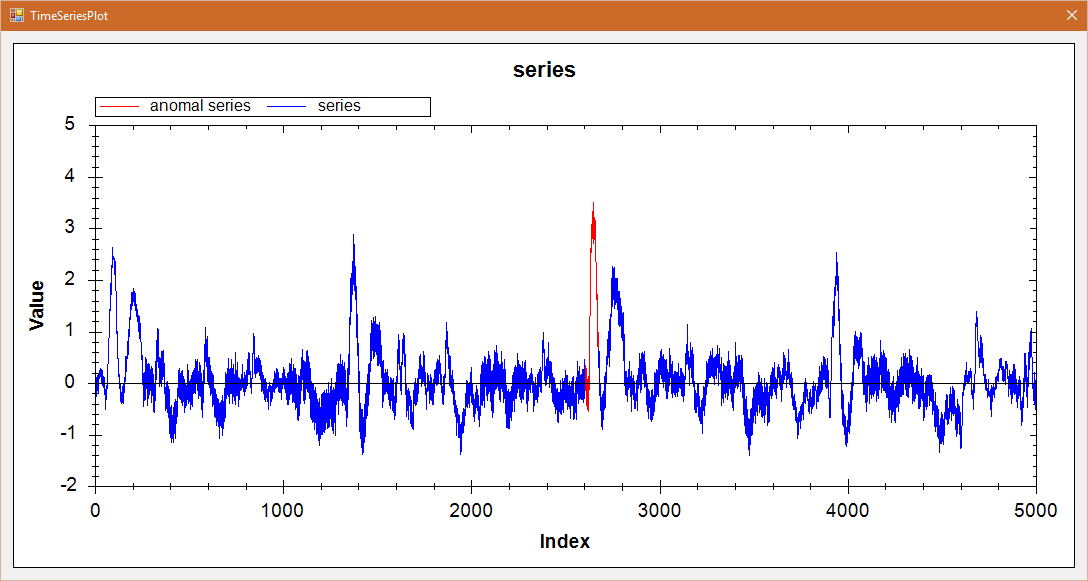 TimeSeriesPlot
series
anomal series series
5
4
3
2
1
0
-1
-2
Value
0 1000 2000 3000 4000 5000
Index